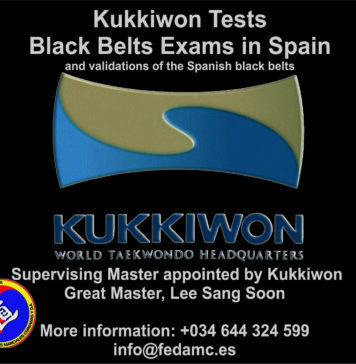 Kukkiwon Tests
Black Belts Exams in Spain
and validations of the Spanish black belts
KUKKIWON
WORLD TAEKWONDO HEADQUARTERS
Supervising Master appointed by Kukkiwon
Great Master, Lee Sang Soon
More information: +034 644 324 599
info@fedamc.es